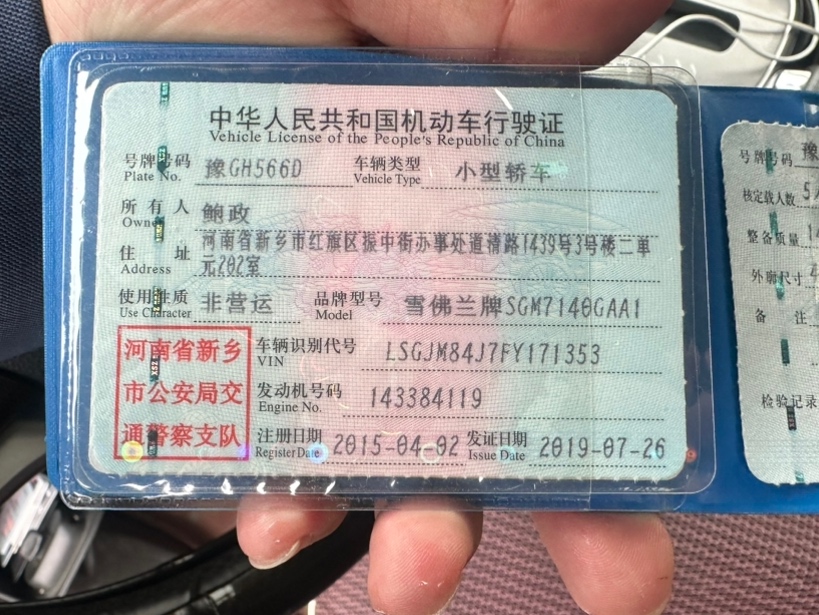 中华人民共和国机动车行驶证
Vehicle License of the People's Republic of China
号牌号码 豫GH566D 车辆类型 小型轿车
Plate No. Vehicle Type
所有人 鲍政
Owner
住址 河南省新乡市红旗区振中街办事处道清路1439号3号楼二单
Address 元202室
使用性质 非营运 品牌型号 雪佛兰牌SGM7140GAA1
Use Character Model
河南省新乡 车辆识别代号 LSGJM84J7FY171353
VIN
市公安局交 发动机号码 143384119
Engine No.
通警察支队 注册日期 2015-04-02 发证日期 2019-07-26
Register Date Issue Date
号牌号码 豫
核定载人数 5
整备质量 1
外廓尺寸
备注
检验记录